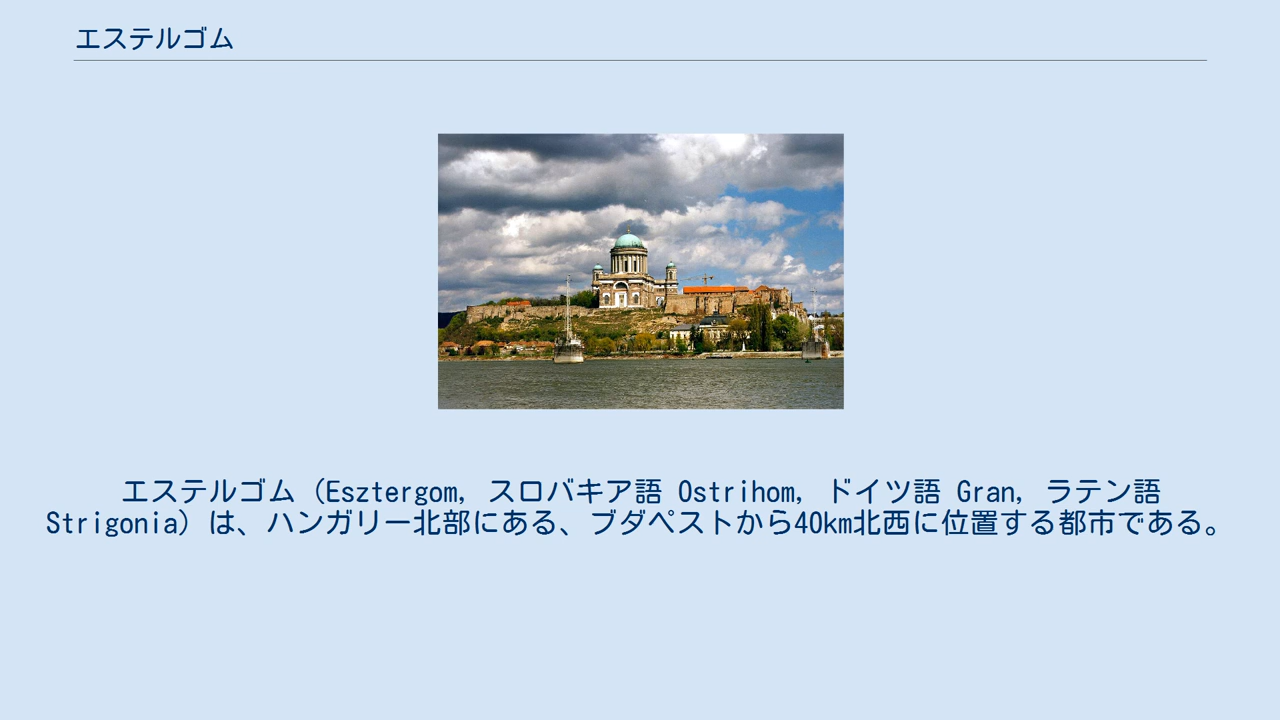 エステルゴム
エステルゴム（Esztergom, スロバキア語 Ostrihom, ドイツ語 Gran, ラテン語
Strigonia）は、ハンガリー北部にある、ブダペストから40km北西に位置する都市である。